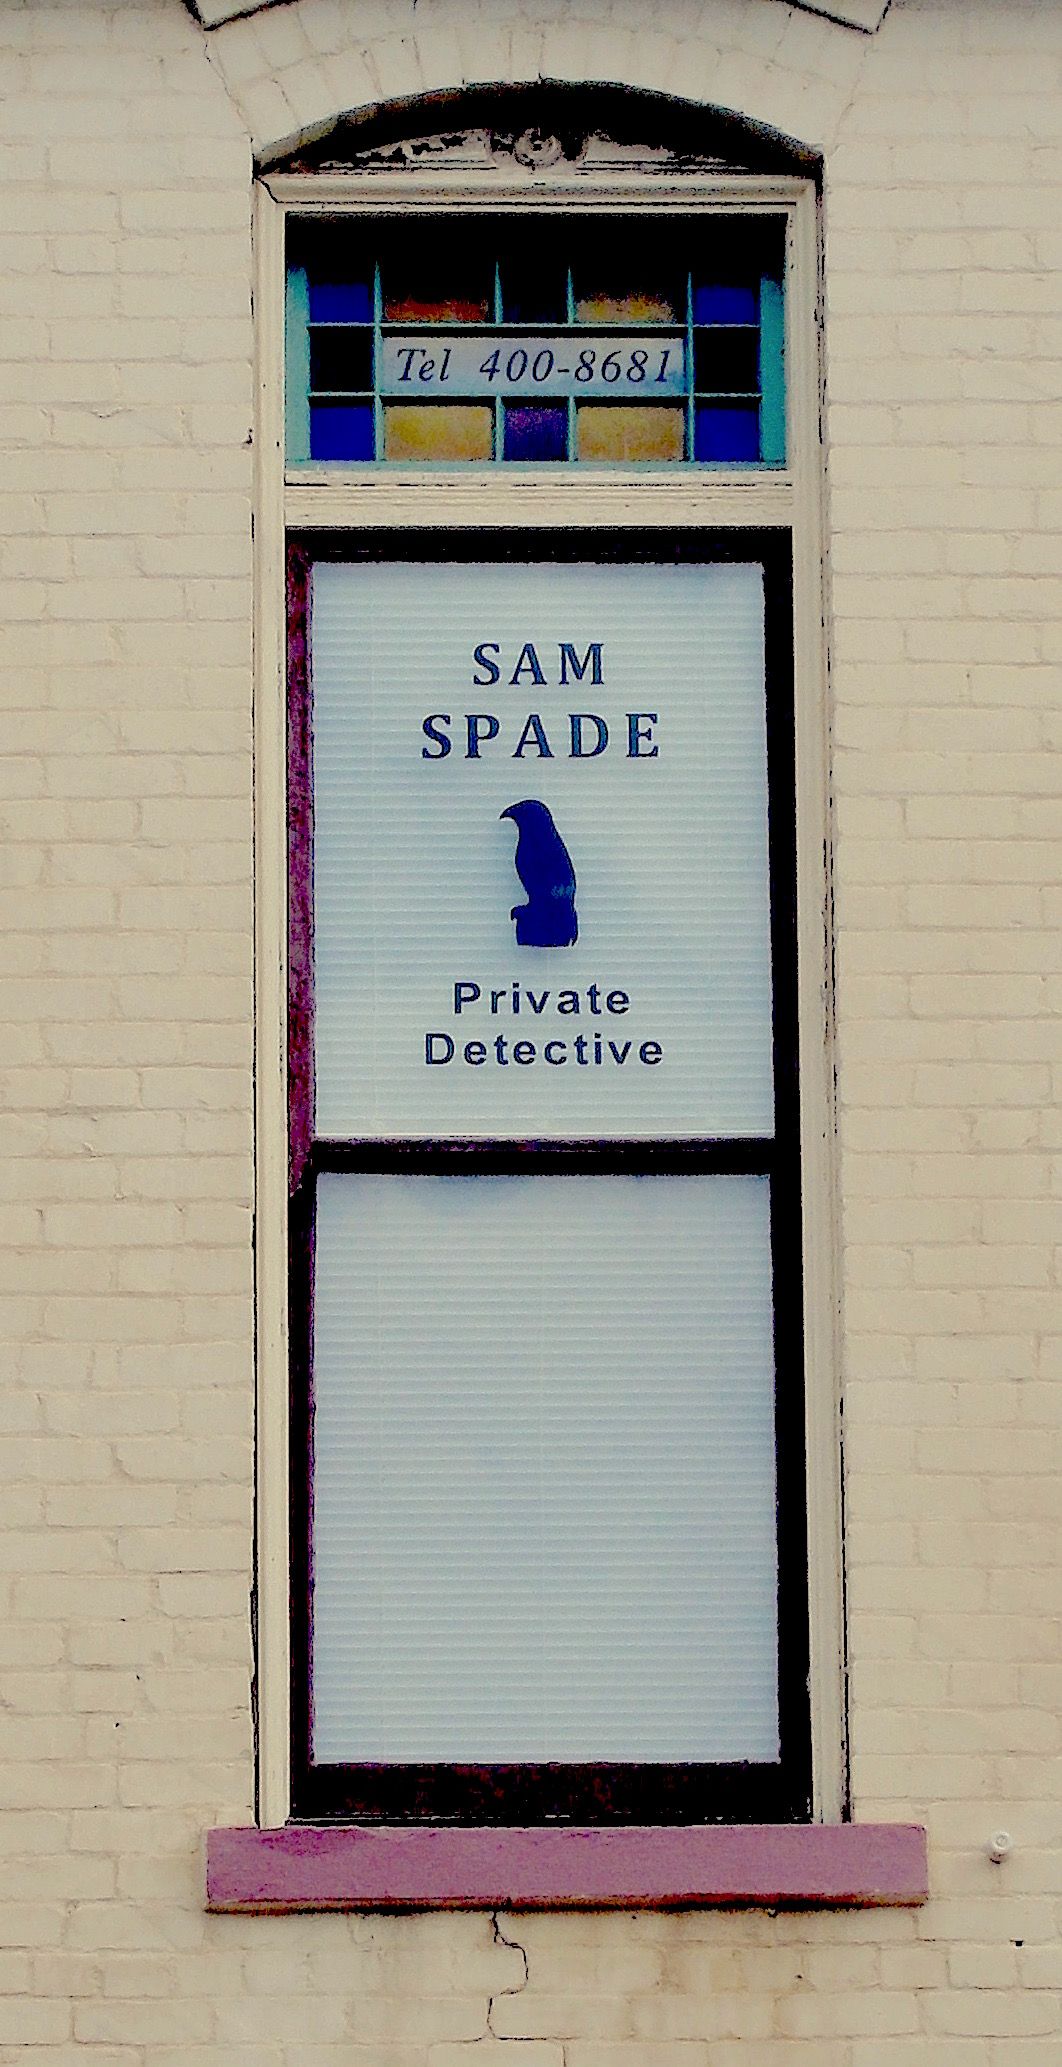 Tel 400-8681
SAM
SPADE
Private
Detective